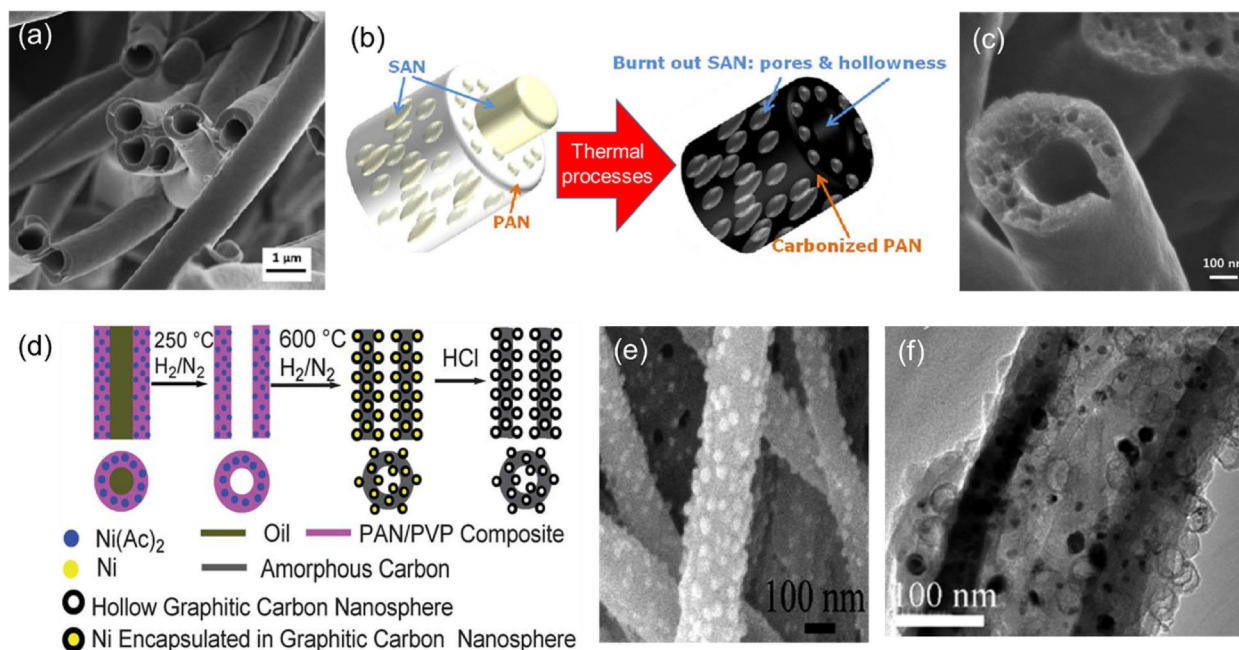 (a)
1 µm
(b)
SAN
PAN
Thermal
processes
Burnt out SAN: pores & hollowness
Carbonized PAN
(c)
100 nm
(d)
250 °C
H2/N2
600 °C
H2/N2
HCl
Ni(Ac)2
Oil
PAN/PVP Composite
Ni
Amorphous Carbon
Hollow Graphitic Carbon Nanosphere
Ni Encapsulated in Graphitic Carbon Nanosphere
(e)
100 nm
(f)
100 nm